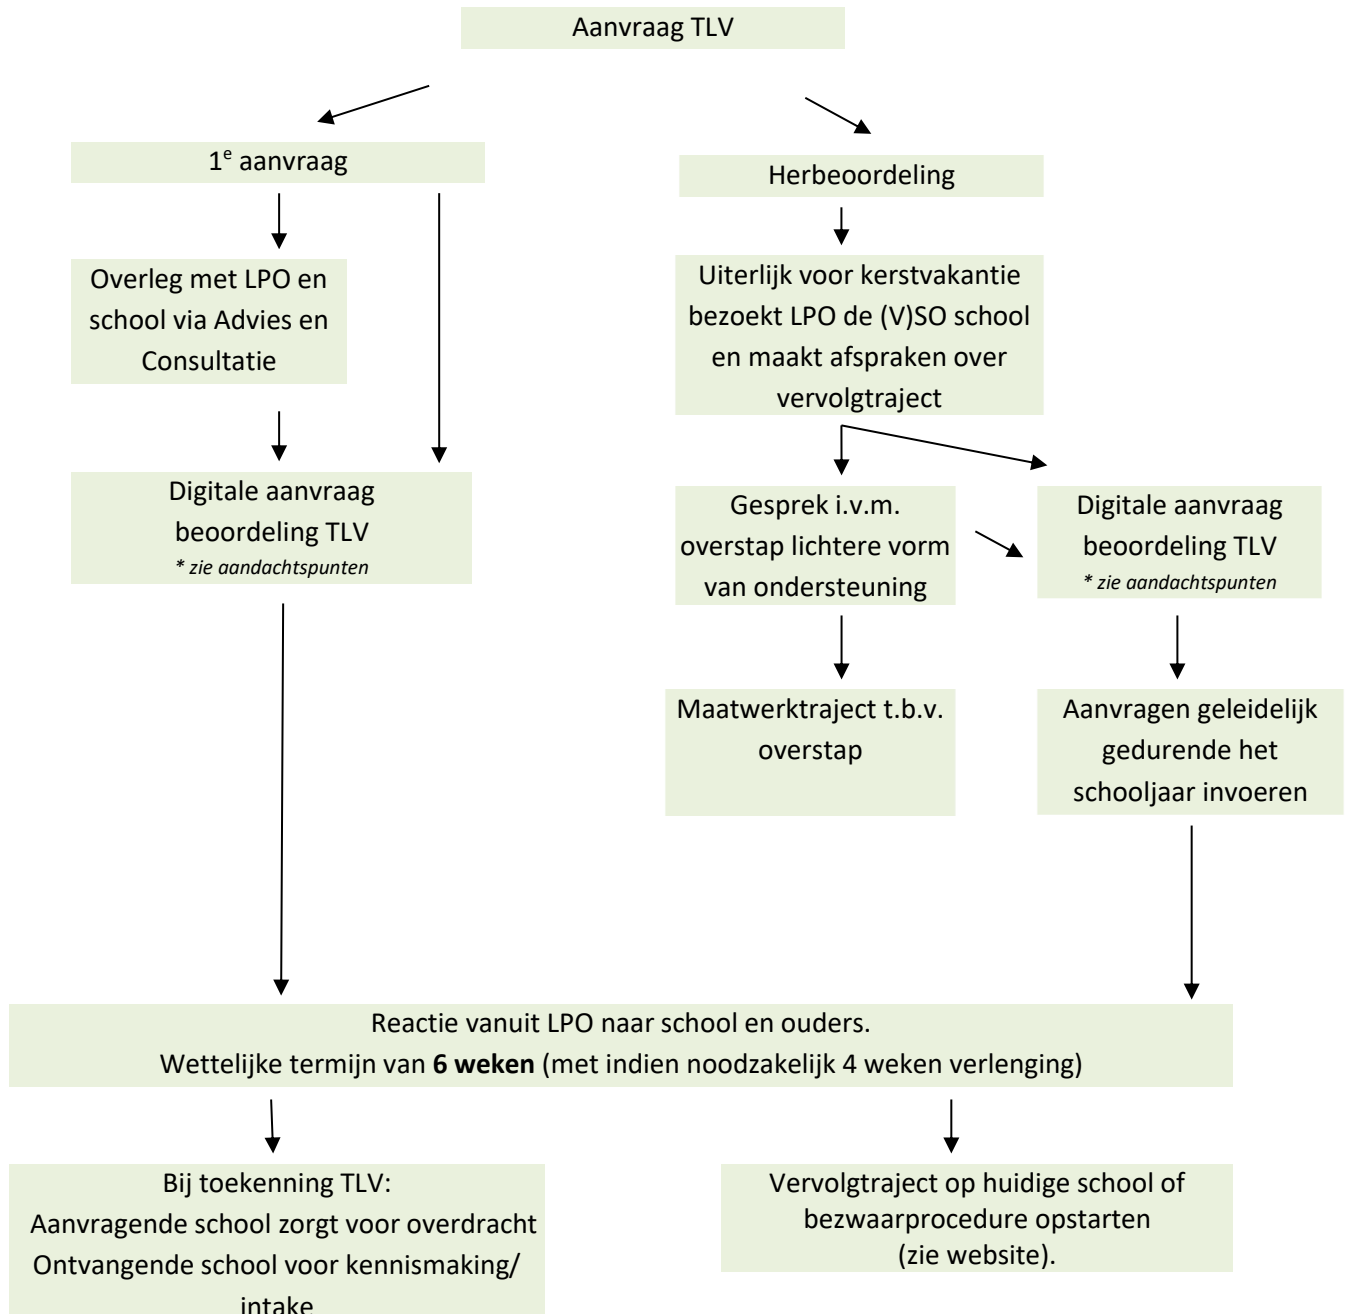 Aanvraag TLV
1e aanvraag
Herbeoordeling
Overleg met LPO en
school via Advies en
Consultatie
Uiterlijk voor kerstvakantie
bezoekt LPO de (V)SO school
en maakt afspraken over
vervolgtraject
Digitale aanvraag
beoordeling TLV
* zie aandachtspunten
Gesprek i.v.m.
overstap lichtere vorm
van ondersteuning
Digitale aanvraag
beoordeling TLV
* zie aandachtspunten
Maatwerktraject t.b.v.
overstap
Aanvragen geleidelijk
gedurende het
schooljaar invoeren
Reactie vanuit LPO naar school en ouders.
Wettelijke termijn van 6 weken (met indien noodzakelijk 4 weken verlenging)
Bij toekenning TLV:
Aanvragende school zorgt voor overdracht
Ontvangende school voor kennismaking/
intake
Vervolgtraject op huidige school of
bezwaarprocedure opstarten
(zie website).